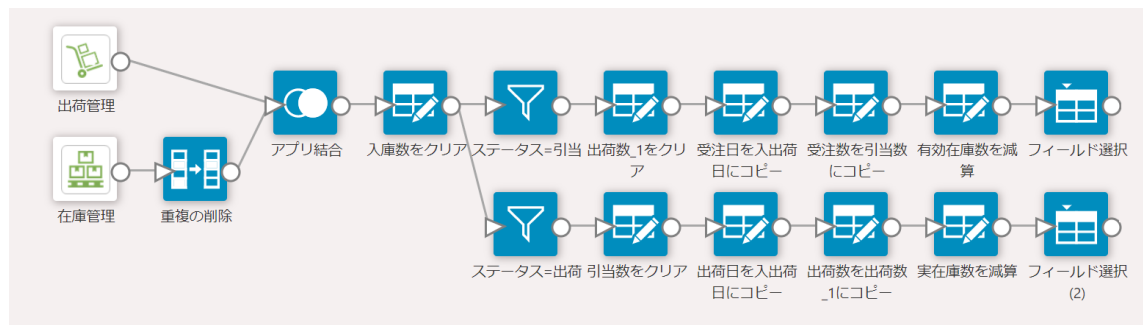 出荷管理
アプリ結合
入庫数をクリア
ステータス=引当
出荷数_1をクリ
ア
受注日を入出荷
日にコピー
受注数を引当数
にコピー
有効在庫数を減
算
フィールド選択
在庫管理
重複の削除
ステータス=出荷
引当数をクリア
出荷日を入出荷
日にコピー
出荷数を出荷数
_1にコピー
実在庫数を減算
フィールド選択
(2)